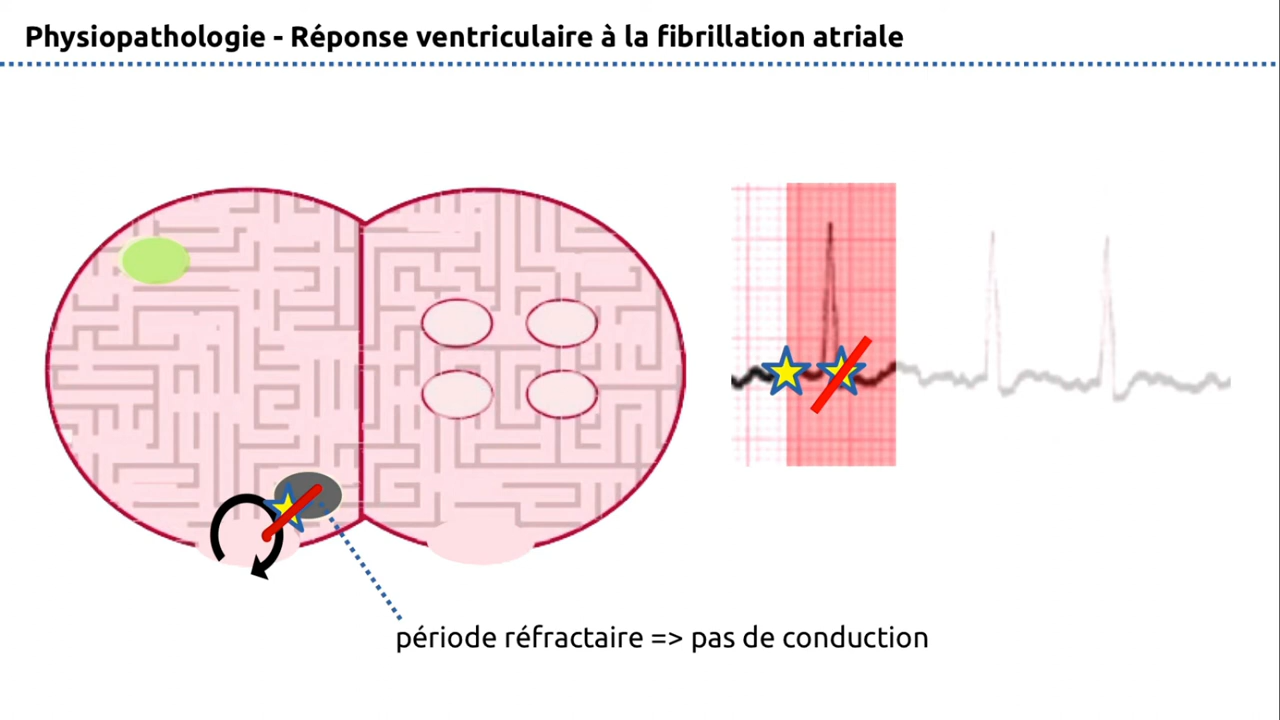 Physiopathologie - Réponse ventriculaire à la fibrillation atriale
période réfractaire => pas de conduction